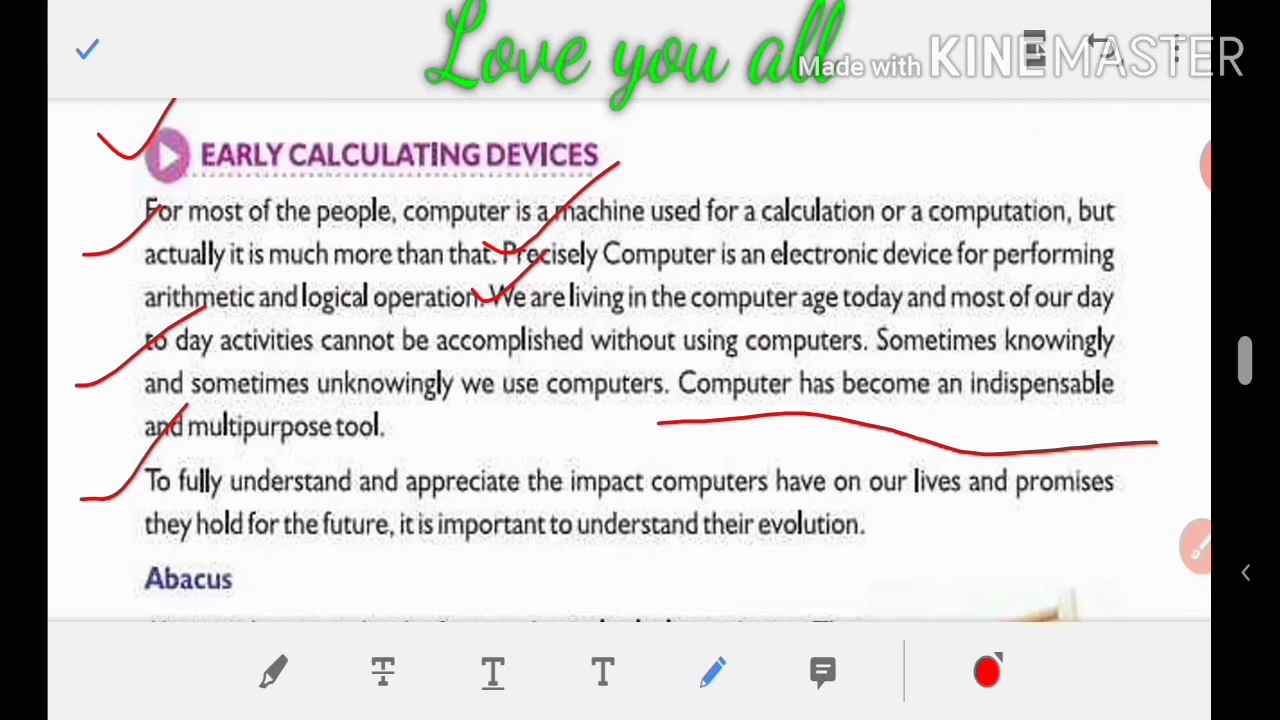 Love you all
Made with KINEMASTER
EARLY CALCULATING DEVICES
For most of the people, computer is a machine used for a calculation or a computation, but
actually it is much more than that. Precisely Computer is an electronic device for performing
arithmetic and logical operation. We are living in the computer age today and most of our day
to day activities cannot be accomplished without using computers. Sometimes knowingly
and sometimes unknowingly we use computers. Computer has become an indispensable
and multipurpose tool.
To fully understand and appreciate the impact computers have on our lives and promises
they hold for the future, it is important to understand their evolution.
Abacus